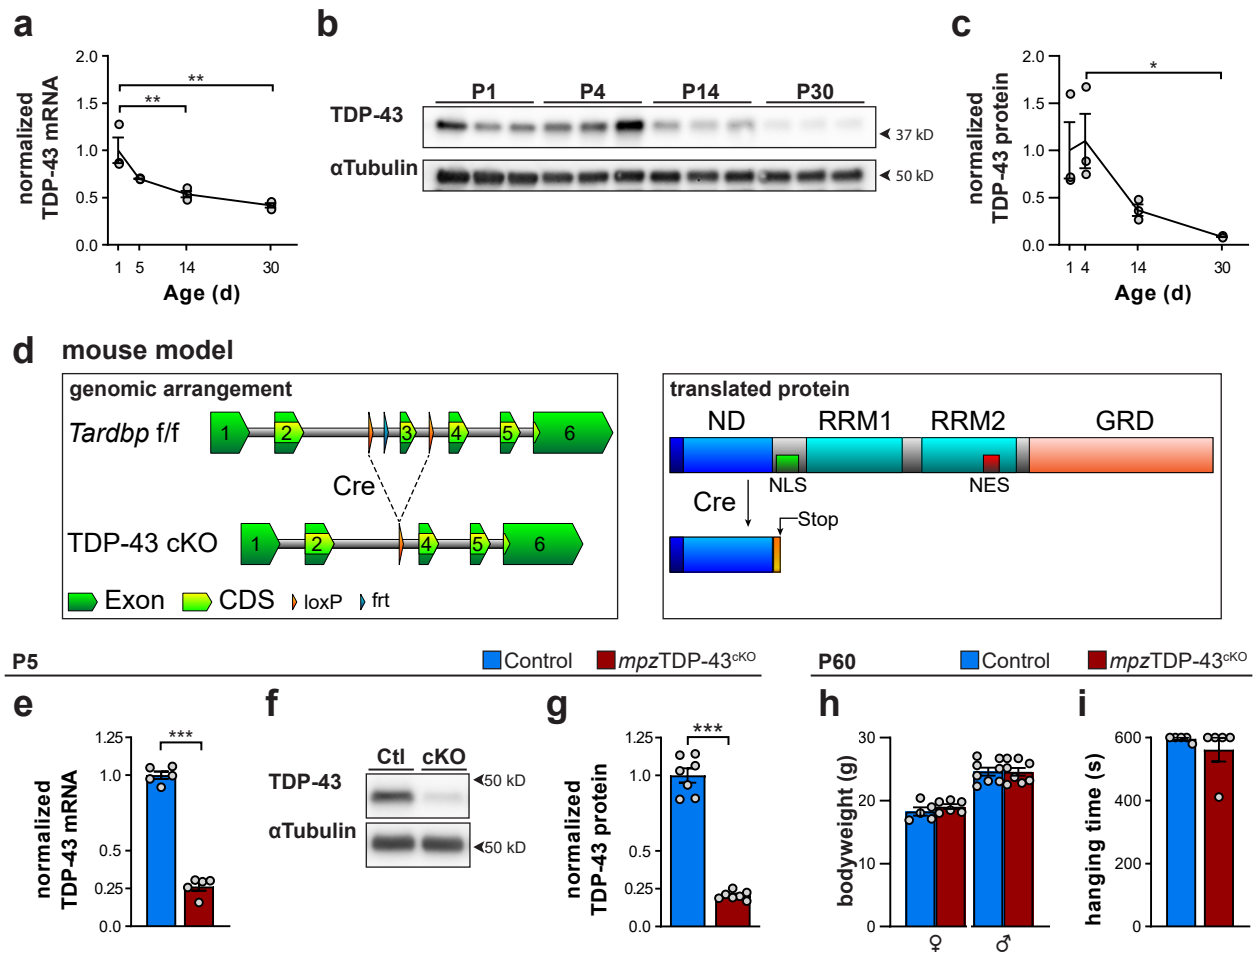 a
normalized
TDP-43 mRNA
2.0
1.5
1.0
0.5
0.0
**
**
1 5 14 30
Age (d)
b
P1 P4 P14 P30
TDP-43
37 kD
αTubulin
50 kD
c
normalized
TDP-43 protein
2.0
1.5
1.0
0.5
0.0
*
1 4 14 30
Age (d)
d mouse model
genomic arrangement
Tardbp f/f
1 2 3 4 5 6
Cre
TDP-43 cKO
1 2 4 5 6
Exon CDS loxP frt
translated protein
ND RRM1 RRM2 GRD
NLS NES
Cre
Stop
P5
Control mpzTDP-43cKO
P60
Control mpzTDP-43cKO
e
normalized
TDP-43 mRNA
1.25
1.0
0.5
0.25
0.0
***
f
Ctl cKO
TDP-43
50 kD
αTubulin
50 kD
g
normalized
TDP-43 protein
1.25
1.0
0.5
0.25
0.0
***
h
bodyweight (g)
30
20
10
0
♀ ♂
i
hanging time (s)
600
400
200
0